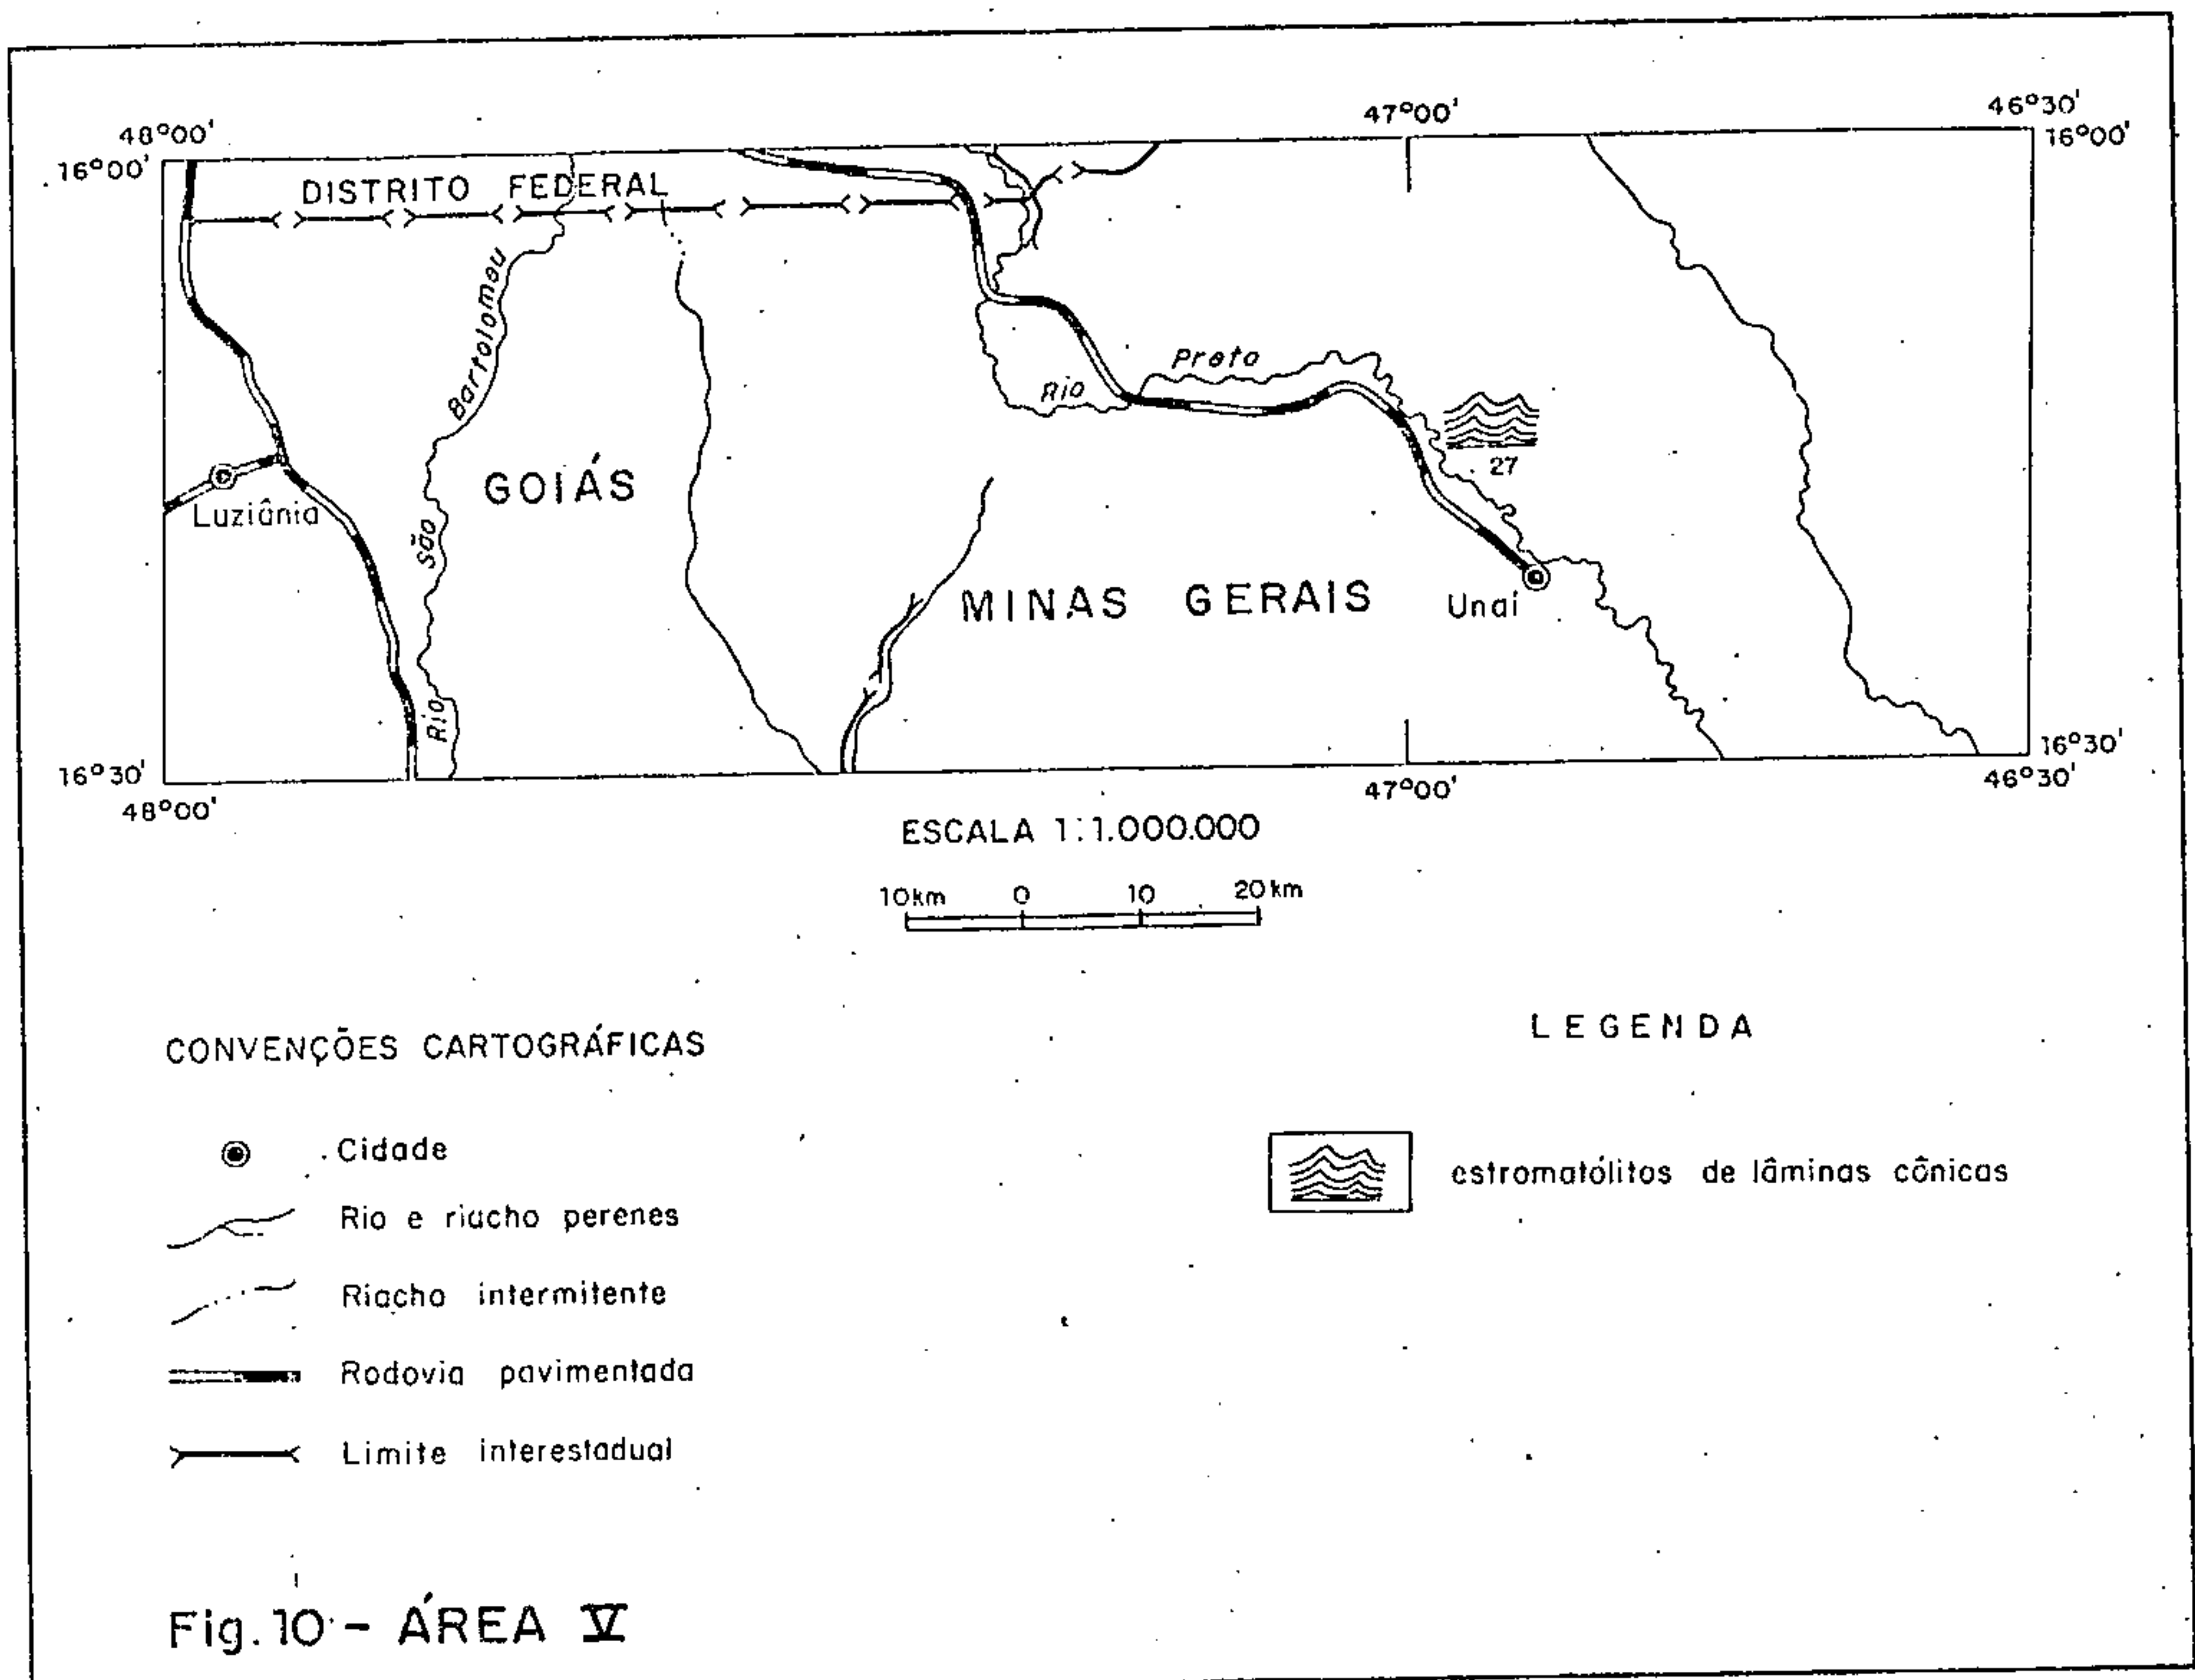 48°00' 47°00' 46°30'
16°00' 16°00'
DISTRITO FEDERAL
Rio São Bartolomeu
Rio Preto
27
GOIÁS
Luziânia
MINAS GERAIS
Unaí
16°30' 16°30'
48°00' 47°00' 46°30'
ESCALA 1:1.000.000
10km 0 10 20km
CONVENÇÕES CARTOGRÁFICAS
Cidade
Rio e riacho perenes
Riacho intermitente
Rodovia pavimentada
Limite interestadual
LEGENDA
estromatólitos de lâminas cônicas
Fig. 10 - ÁREA V